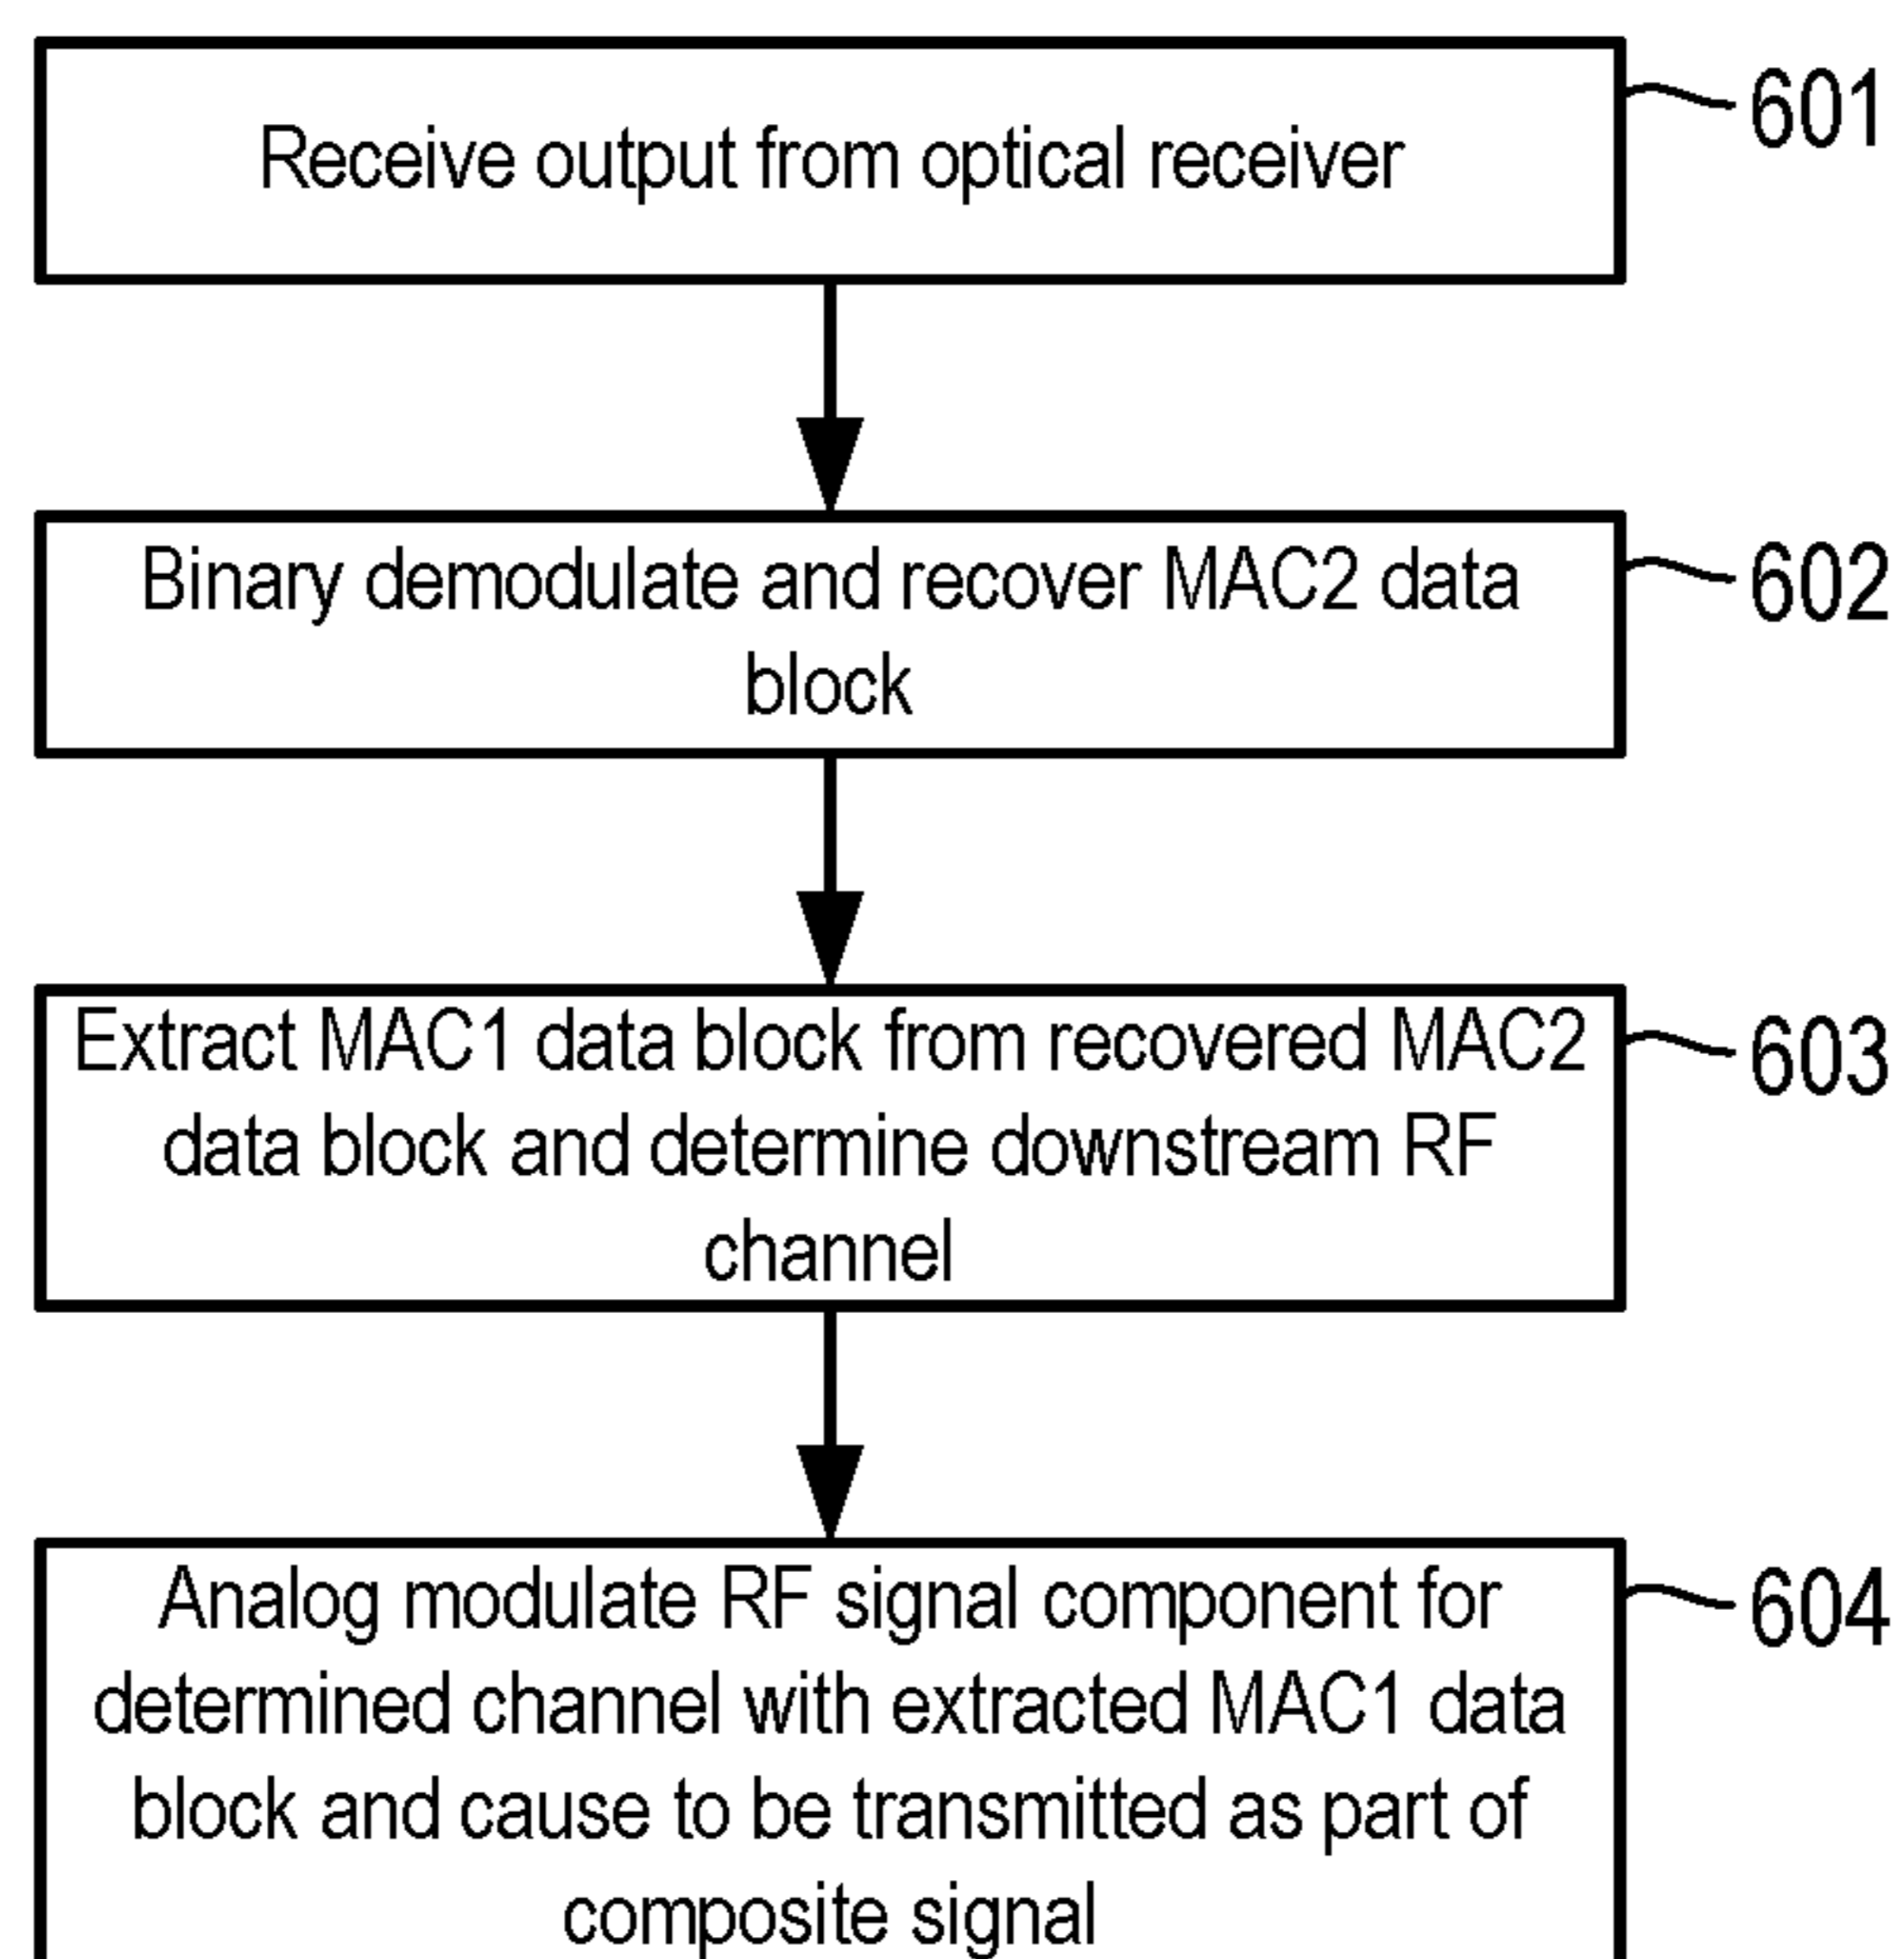 Receive output from optical receiver
601
Binary demodulate and recover MAC2 data
block
602
Extract MAC1 data block from recovered MAC2
data block and determine downstream RF
channel
603
Analog modulate RF signal component for
determined channel with extracted MAC1 data
block and cause to be transmitted as part of
composite signal
604